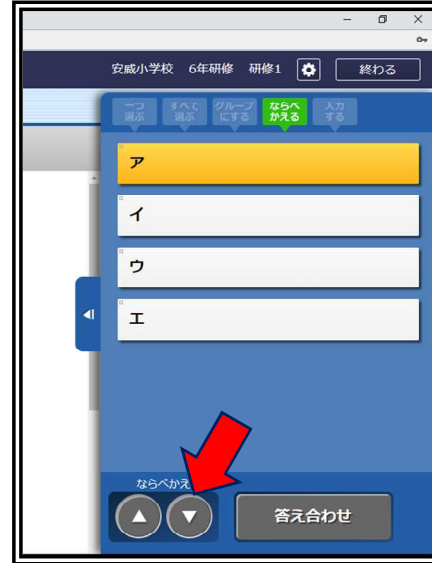 安威小学校 6年研修 研修1 終わる
一つ
選ぶ
すべて
選ぶ
グループ
にする
ならべ
かえる
入力
する
ア
イ
ウ
エ
ならべかえ
答え合わせ